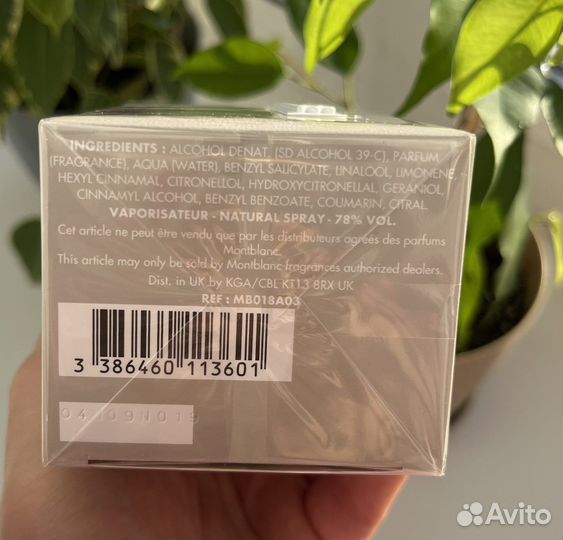 INGREDIENTS : ALCOHOL DENAT. (SD ALCOHOL 39-C), PARFUM
(FRAGRANCE), AQUA (WATER), BENZYL SALICYLATE, LINALOOL, LIMONENE,
HEXYL CINNAMAL, CITRONELLOL, HYDROXYCITRONELLAL, GERANIOL,
CINNAMYL ALCOHOL, BENZYL BENZOATE, COUMARIN, CITRAL.
VAPORISATEUR - NATURAL SPRAY - 78% VOL.
Cet article ne peut être vendu que par les distributeurs agréés des parfums
Montblanc.
This article may only be sold by Montblanc fragrances authorized dealers.
Dist. in UK by KGA/CBL KT13 8RX UK
REF : MB018A03
3 386460 113601
Avito